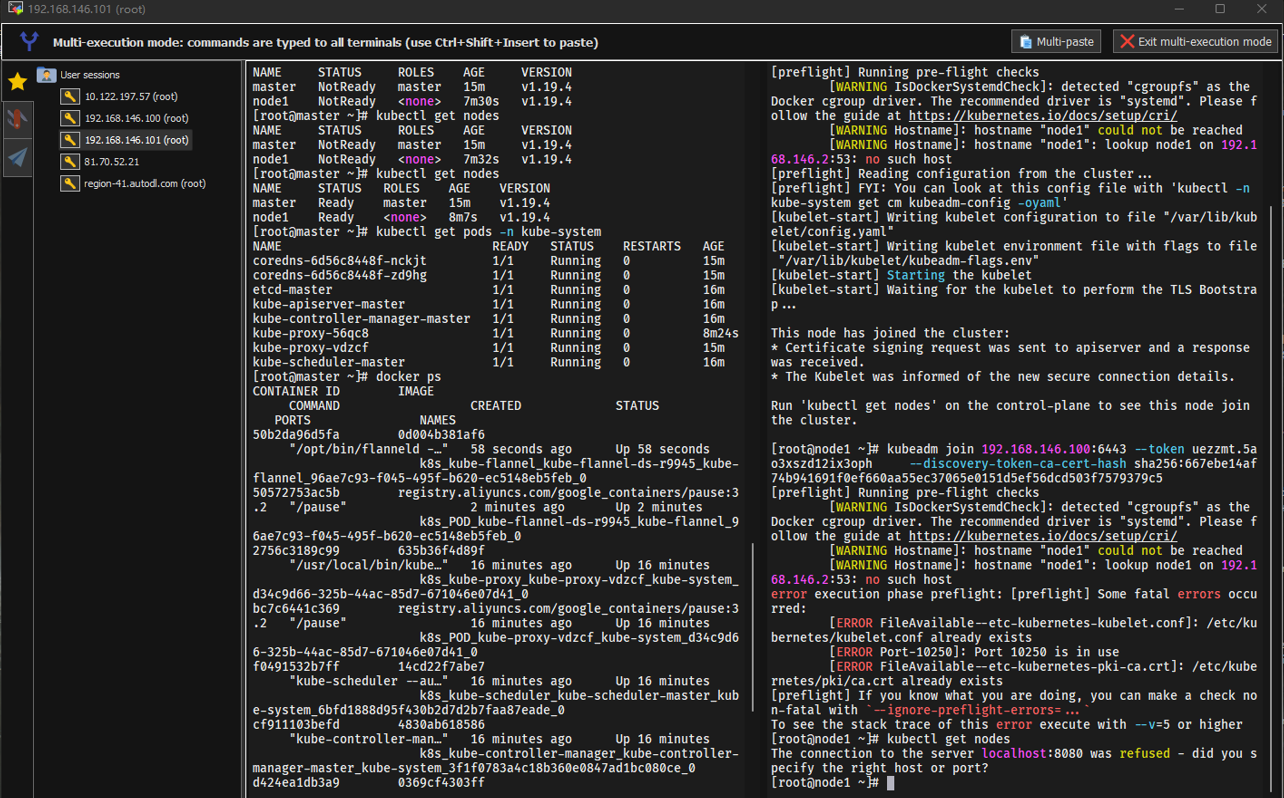 192.168.146.101 (root)
Multi-execution mode: commands are typed to all terminals (use Ctrl+Shift+Insert to paste)
Multi-paste
Exit multi-execution mode
User sessions
10.122.197.57 (root)
192.168.146.100 (root)
192.168.146.101 (root)
81.70.52.21
region-41.autodl.com (root)
NAME STATUS ROLES AGE VERSION
master NotReady master 15m v1.19.4
node1 NotReady <none> 7m30s v1.19.4
[root@master ~]# kubectl get nodes
NAME STATUS ROLES AGE VERSION
master NotReady master 15m v1.19.4
node1 NotReady <none> 7m32s v1.19.4
[root@master ~]# kubectl get nodes
NAME STATUS ROLES AGE VERSION
master Ready master 15m v1.19.4
node1 Ready <none> 8m7s v1.19.4
[root@master ~]# kubectl get pods -n kube-system
NAME READY STATUS RESTARTS AGE
coredns-6d56c8448f-nckjt 1/1 Running 0 15m
coredns-6d56c8448f-zd9hg 1/1 Running 0 15m
etcd-master 1/1 Running 0 16m
kube-apiserver-master 1/1 Running 0 16m
kube-controller-manager-master 1/1 Running 0 16m
kube-proxy-56qc8 1/1 Running 0 8m24s
kube-proxy-vdzcf 1/1 Running 0 15m
kube-scheduler-master 1/1 Running 0 16m
[root@master ~]# docker ps
CONTAINER ID IMAGE
COMMAND CREATED STATUS
PORTS NAMES
50b2da96d5fa 0d004b381af6
"/opt/bin/flanneld -…" 58 seconds ago Up 58 seconds
k8s_kube-flannel_kube-flannel-ds-r9945_kube-
flannel_96ae7c93-f045-495f-b620-ec5148eb5feb_0
50572753ac5b registry.aliyuncs.com/google_containers/pause:3
.2 "/pause" 2 minutes ago Up 2 minutes
k8s_POD_kube-flannel-ds-r9945_kube-flannel_9
6ae7c93-f045-495f-b620-ec5148eb5feb_0
2756c3189c99 635b36f4d89f
"/usr/local/bin/kube…" 16 minutes ago Up 16 minutes
k8s_kube-proxy_kube-proxy-vdzcf_kube-system_
d34c9d66-325b-44ac-85d7-671046e07d41_0
bc7c6441c369 registry.aliyuncs.com/google_containers/pause:3
.2 "/pause" 16 minutes ago Up 16 minutes
k8s_POD_kube-proxy-vdzcf_kube-system_d34c9d6
6-325b-44ac-85d7-671046e07d41_0
f0491532b7ff 14cd22f7abe7
"kube-scheduler --au…" 16 minutes ago Up 16 minutes
k8s_kube-scheduler_kube-scheduler-master_kub
e-system_6bfd1888d95f430b2d7d2b7faa87eade_0
cf911103befd 4830ab618586
"kube-controller-man…" 16 minutes ago Up 16 minutes
k8s_kube-controller-manager_kube-controller-
manager-master_kube-system_3f1f0783a4c18b360e0847ad1bc080ce_0
d424ea1db3a9 0369cf4303ff
[preflight] Running pre-flight checks
[WARNING IsDockerSystemdCheck]: detected "cgroupfs" as the
Docker cgroup driver. The recommended driver is "systemd". Please f
ollow the guide at https://kubernetes.io/docs/setup/cri/
[WARNING Hostname]: hostname "node1" could not be reached
[WARNING Hostname]: hostname "node1": lookup node1 on 192.1
68.146.2:53: no such host
[preflight] Reading configuration from the cluster...
[preflight] FYI: You can look at this config file with 'kubectl -n
kube-system get cm kubeadm-config -oyaml'
[kubelet-start] Writing kubelet configuration to file "/var/lib/kub
elet/config.yaml"
[kubelet-start] Writing kubelet environment file with flags to file
"/var/lib/kubelet/kubeadm-flags.env"
[kubelet-start] Starting the kubelet
[kubelet-start] Waiting for the kubelet to perform the TLS Bootstra
p...
This node has joined the cluster:
* Certificate signing request was sent to apiserver and a response
was received.
* The Kubelet was informed of the new secure connection details.
Run 'kubectl get nodes' on the control-plane to see this node join
the cluster.
[root@node1 ~]# kubeadm join 192.168.146.100:6443 --token uezzmt.5a
o3xszd12ix3oph --discovery-token-ca-cert-hash sha256:667ebe14af
74b941691f0ef660aa55ec37065e0151d5ef56dcd503f7579379c5
[preflight] Running pre-flight checks
[WARNING IsDockerSystemdCheck]: detected "cgroupfs" as the
Docker cgroup driver. The recommended driver is "systemd". Please f
ollow the guide at https://kubernetes.io/docs/setup/cri/
[WARNING Hostname]: hostname "node1" could not be reached
[WARNING Hostname]: hostname "node1": lookup node1 on 192.1
68.146.2:53: no such host
error execution phase preflight: [preflight] Some fatal errors occu
rred:
[ERROR FileAvailable--etc-kubernetes-kubelet.conf]: /etc/ku
bernetes/kubelet.conf already exists
[ERROR Port-10250]: Port 10250 is in use
[ERROR FileAvailable--etc-kubernetes-pki-ca.crt]: /etc/kube
rnetes/pki/ca.crt already exists
[preflight] If you know what you are doing, you can make a check no
n-fatal with `--ignore-preflight-errors=...`
To see the stack trace of this error execute with --v=5 or higher
[root@node1 ~]# kubectl get nodes
The connection to the server localhost:8080 was refused - did you s
pecify the right host or port?
[root@node1 ~]#